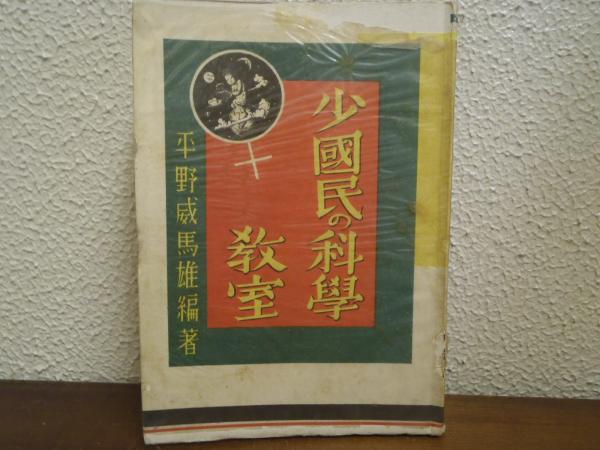 少國民の科學
教室
平野威馬雄編著